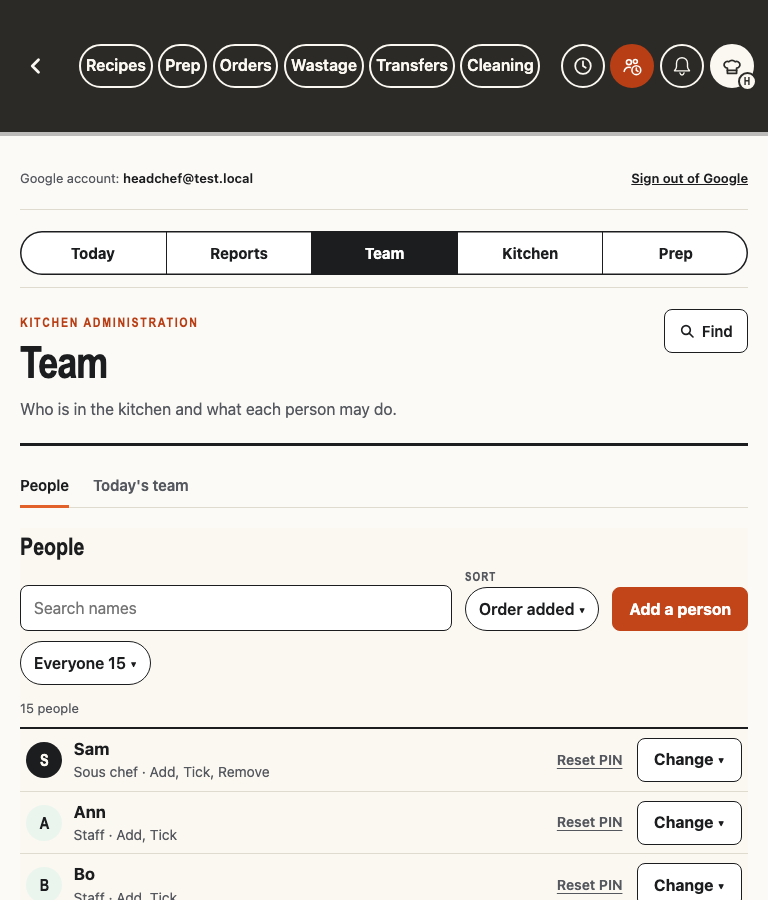 Recipes Prep Orders Wastage Transfers Cleaning
H
Google account: headchef@test.local Sign out of Google
Today Reports Team Kitchen Prep
KITCHEN ADMINISTRATION
Find
Team
Who is in the kitchen and what each person may do.
People Today's team
People
SORT
Search names Order added ▾ Add a person
Everyone 15 ▾
15 people
S Sam
Sous chef · Add, Tick, Remove
Reset PIN Change ▾
A Ann
Staff · Add, Tick
Reset PIN Change ▾
B Bo
Staff · Add, Tick
Reset PIN Change ▾